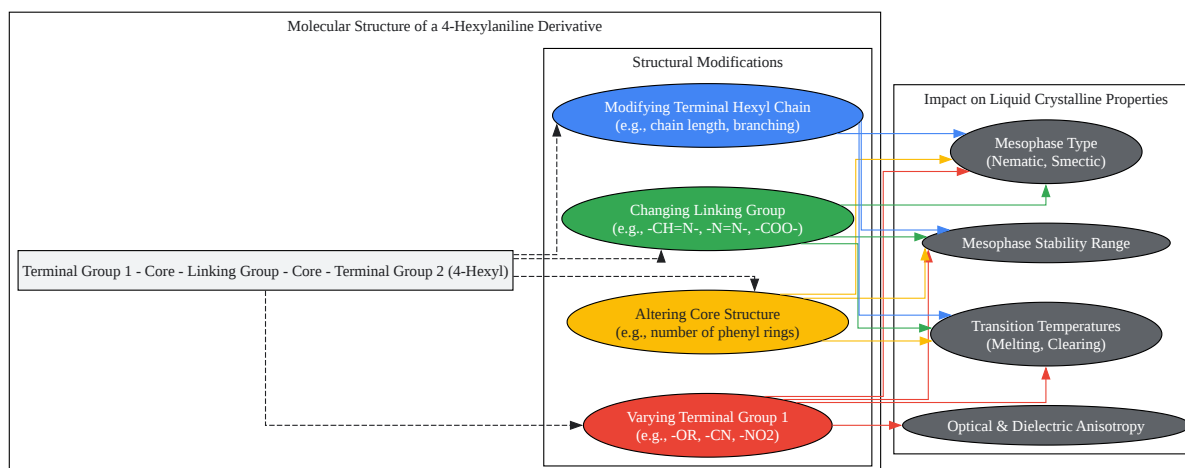 Molecular Structure of a 4-Hexylaniline Derivative
Structural Modifications
Modifying Terminal Hexyl Chain
(e.g., chain length, branching)
Changing Linking Group
(e.g., -CH=N-, -N=N-, -COO-)
Terminal Group 1 - Core - Linking Group - Core - Terminal Group 2 (4-Hexyl)
Altering Core Structure
(e.g., number of phenyl rings)
Varying Terminal Group 1
(e.g., -OR, -CN, -NO2)
Impact on Liquid Crystalline Properties
Mesophase Type
(Nematic, Smectic)
Mesophase Stability Range
Transition Temperatures
(Melting, Clearing)
Optical & Dielectric Anisotropy